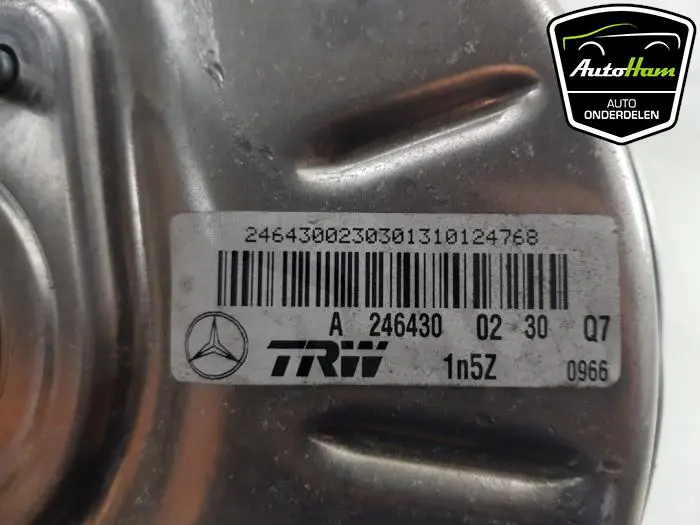 AutoHam
AUTO
ONDERDELEN
2464300230301310124768
A 246430 02 30 Q7
TRW 1n5Z 0966